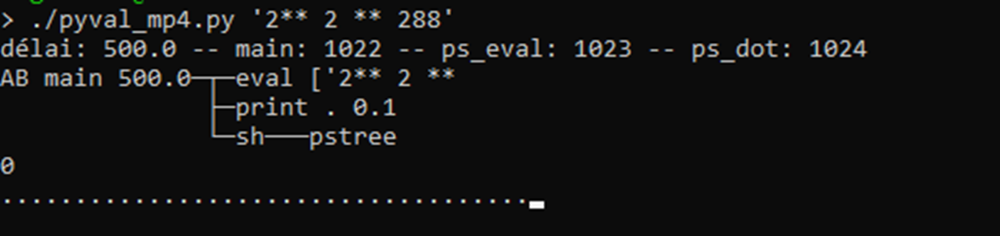 > ./pyval_mp4.py '2** 2 ** 288'
délai: 500.0 -- main: 1022 -- ps_eval: 1023 -- ps_dot: 1024
AB main 500.0─┬─eval ['2** 2 **
├─print . 0.1
└─sh───pstree
0
....................................